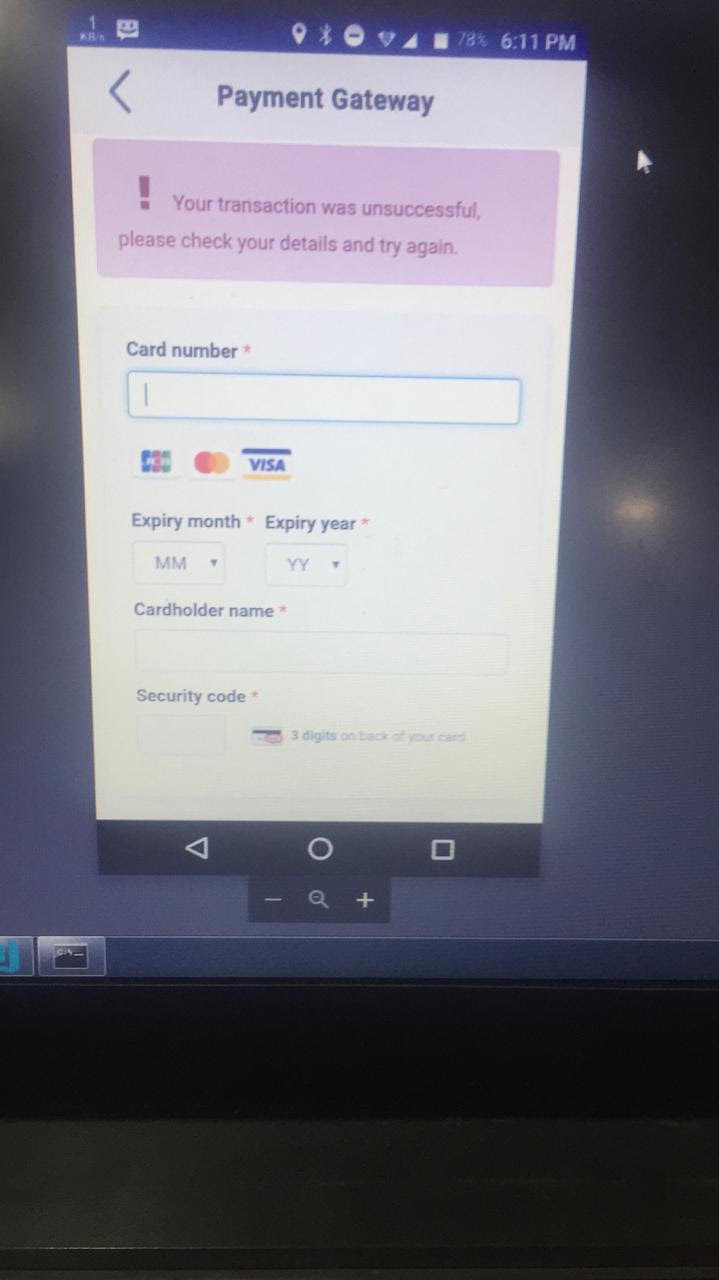 1
KB/s
78% 6:11 PM
Payment Gateway
! Your transaction was unsuccessful,
please check your details and try again.
Card number *
JCB VISA
Expiry month * Expiry year *
MM YY
Cardholder name *
Security code *
3 digits on back of your card
C:\_